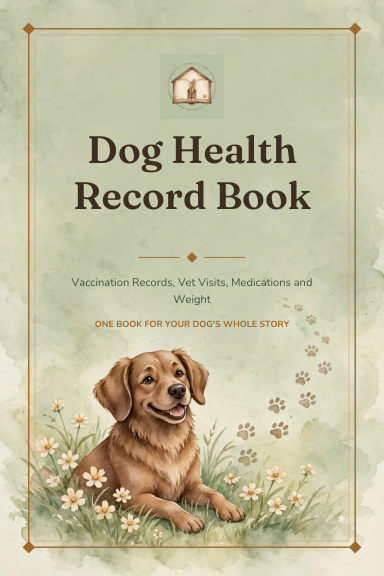 Dog Health
Record Book
Vaccination Records, Vet Visits, Medications and
Weight
ONE BOOK FOR YOUR DOG'S WHOLE STORY